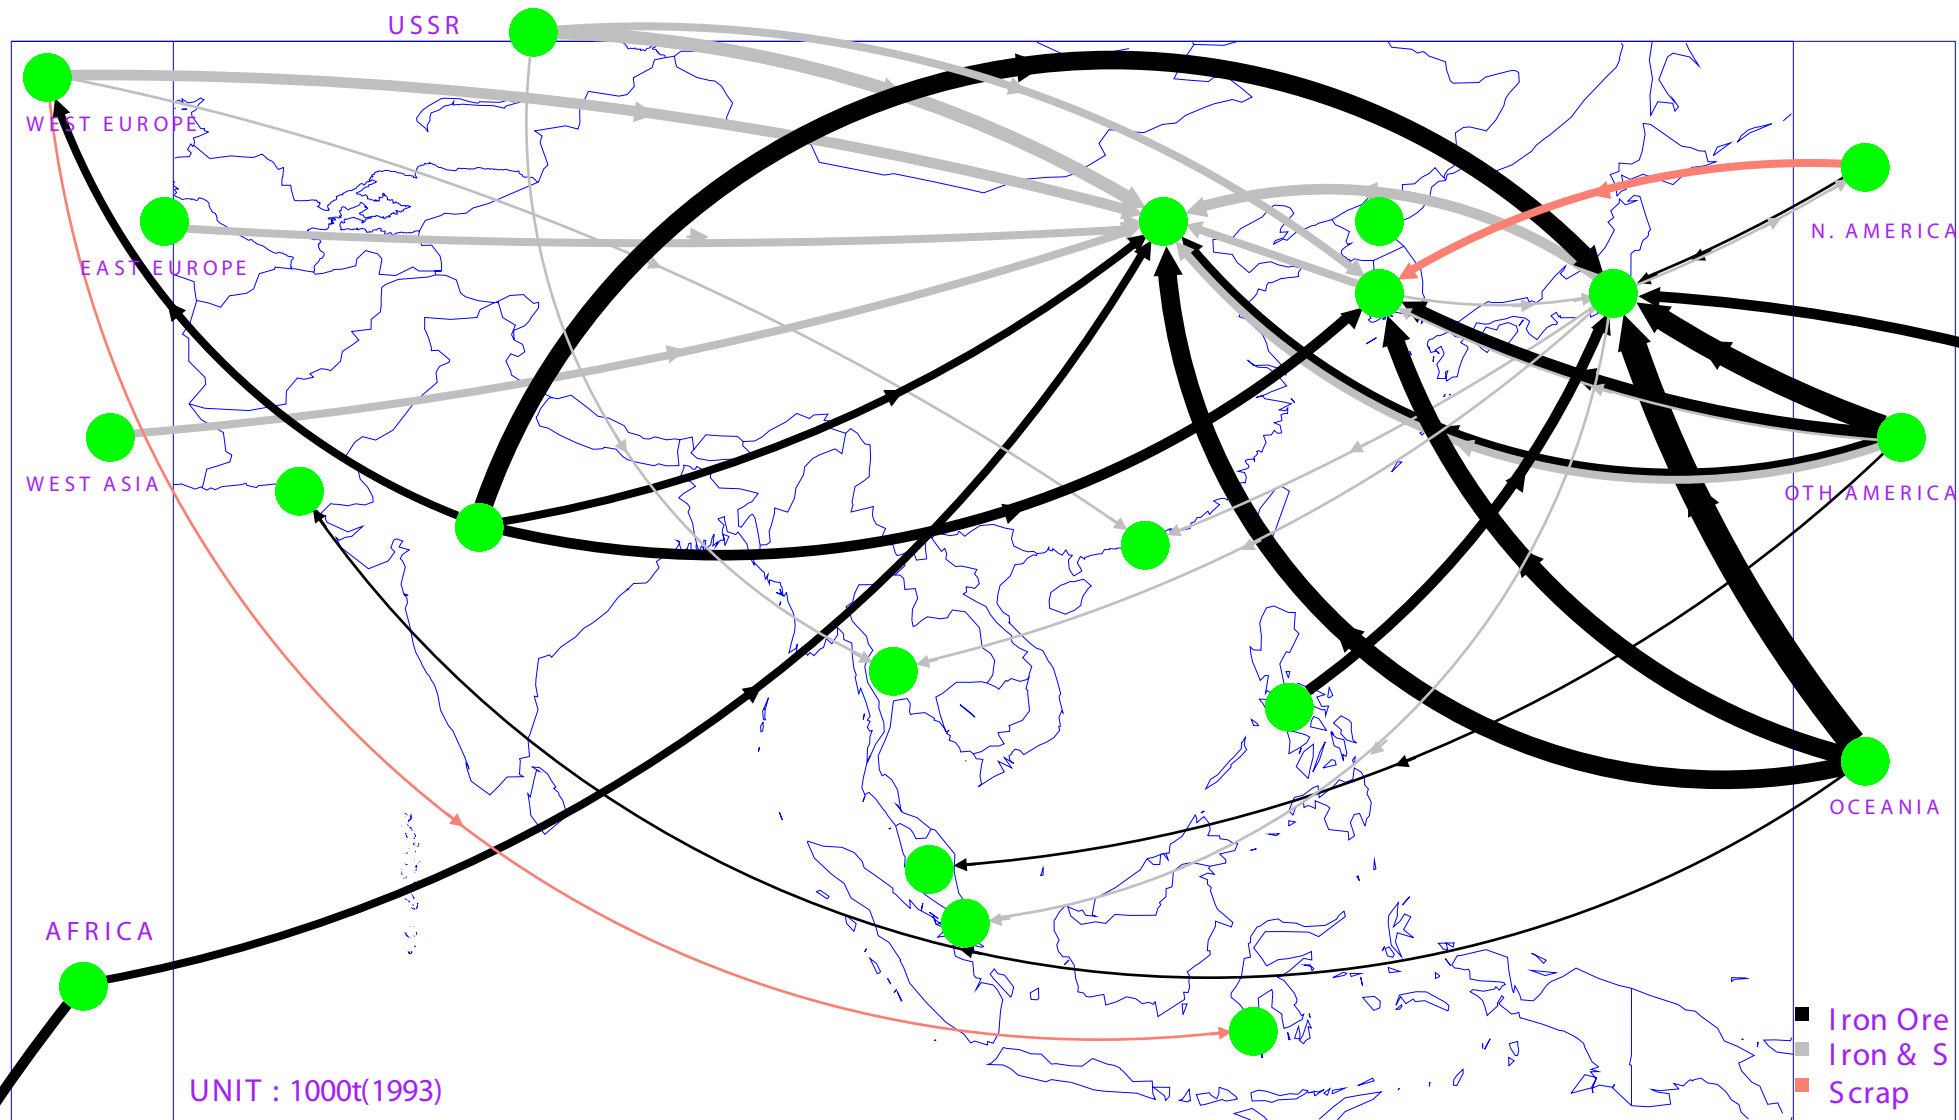 USSR
WEST EUROPE
N. AMERICA
EAST EUROPE
WEST ASIA
OTH AMERICA
OCEANIA
AFRICA
Iron Ore
Iron & S
Scrap
UNIT : 1000t(1993)